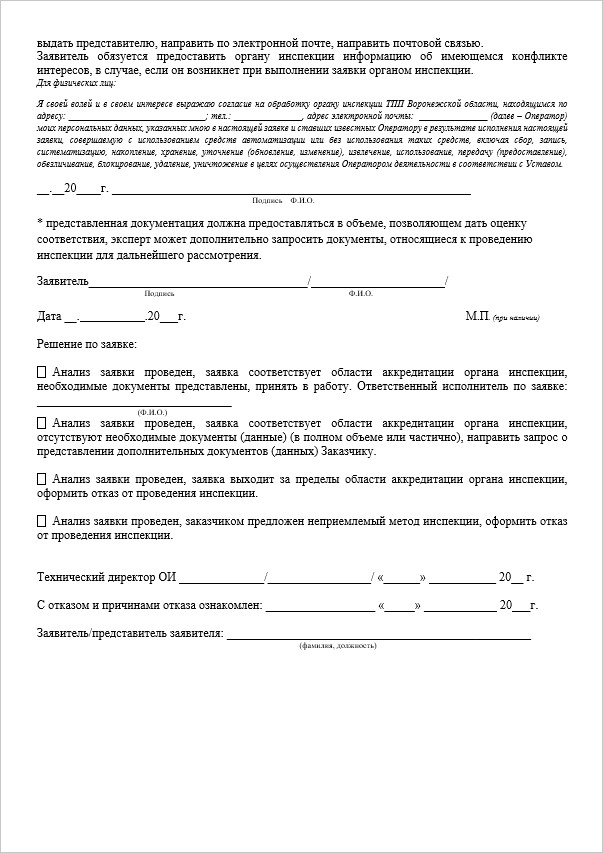 выдать представителю, направить по электронной почте, направить почтовой связью.
Заявитель обязуется предоставить органу инспекции информацию об имеющемся конфликте
интересов, в случае, если он возникнет при выполнении заявки органом инспекции.
Для физических лиц:
Я своей волей и в своем интересе выражаю согласие на обработку органу инспекции ТПП Воронежской области, находящимся по
адресу: ______________________________; тел.: _______________, адрес электронной почты: _______________ (далее – Оператор)
моих персональных данных, указанных мною в настоящей заявке и ставших известных Оператору в результате исполнения настоящей
заявки, совершаемую с использованием средств автоматизации или без использования таких средств, включая сбор, запись,
систематизацию, накопление, хранение, уточнение (обновление, изменение), извлечение, использование, передачу (предоставление),
обезличивание, блокирование, удаление, уничтожение в целях осуществления Оператором деятельности в соответствии с Уставом.
__.__20____г. ____________________________________________________________
Подпись Ф.И.О.
* представленная документация должна предоставляться в объеме, позволяющем дать оценку
соответствия, эксперт может дополнительно запросить документы, относящиеся к проведению
инспекции для дальнейшего рассмотрения.
Заявитель____________________________________/______________________/
Подпись Ф.И.О.
Дата __.___________.20___г. М.П. (при наличии)
Решение по заявке:
☐ Анализ заявки проведен, заявка соответствует области аккредитации органа инспекции,
необходимые документы представлены, принять в работу. Ответственный исполнитель по заявке:
________________________________
(Ф.И.О.)
☐ Анализ заявки проведен, заявка соответствует области аккредитации органа инспекции,
отсутствуют необходимые документы (данные) (в полном объеме или частично), направить запрос о
представлении дополнительных документов (данных) Заказчику.
☐ Анализ заявки проведен, заявка выходит за пределы области аккредитации органа инспекции,
оформить отказ от проведения инспекции.
☐ Анализ заявки проведен, заказчиком предложен неприемлемый метод инспекции, оформить отказ
от проведения инспекции.
Технический директор ОИ ______________/_________________/ «______» ___________ 20__ г.
С отказом и причинами отказа ознакомлен: __________________ «_____» ____________ 20___г.
Заявитель/представитель заявителя: __________________________________________________
(фамилия, должность)